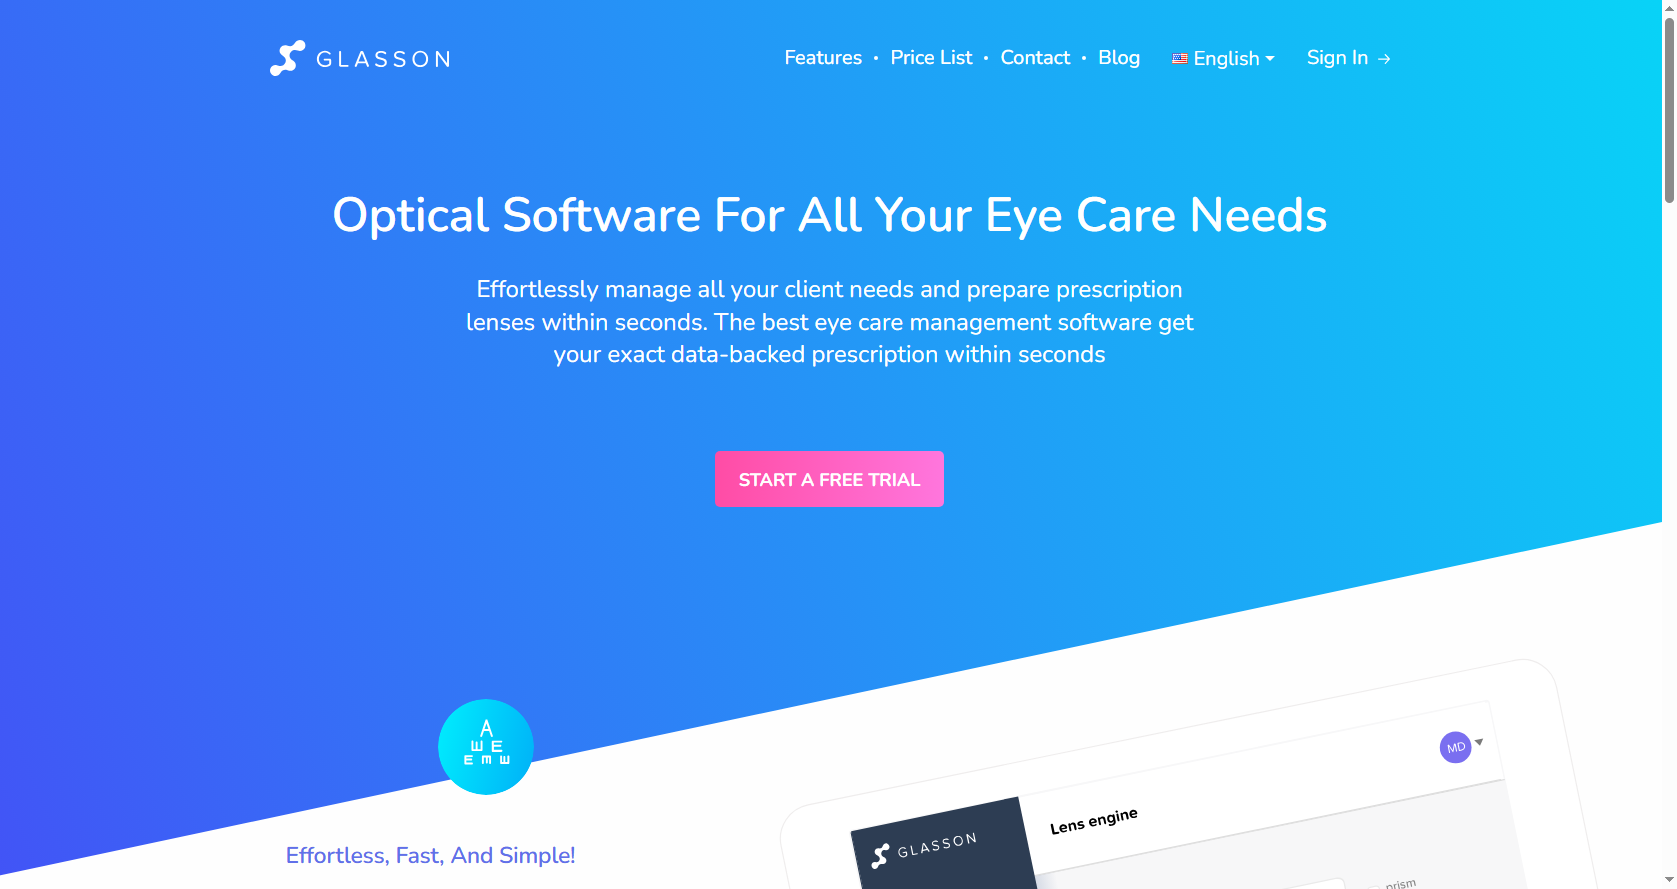 GLASSON
Features • Price List • Contact • Blog English Sign In →
Optical Software For All Your Eye Care Needs
Effortlessly manage all your client needs and prepare prescription
lenses within seconds. The best eye care management software get
your exact data-backed prescription within seconds
START A FREE TRIAL
A
E E
E E E
MD
Lens engine
GLASSON
Effortless, Fast, And Simple!
prism